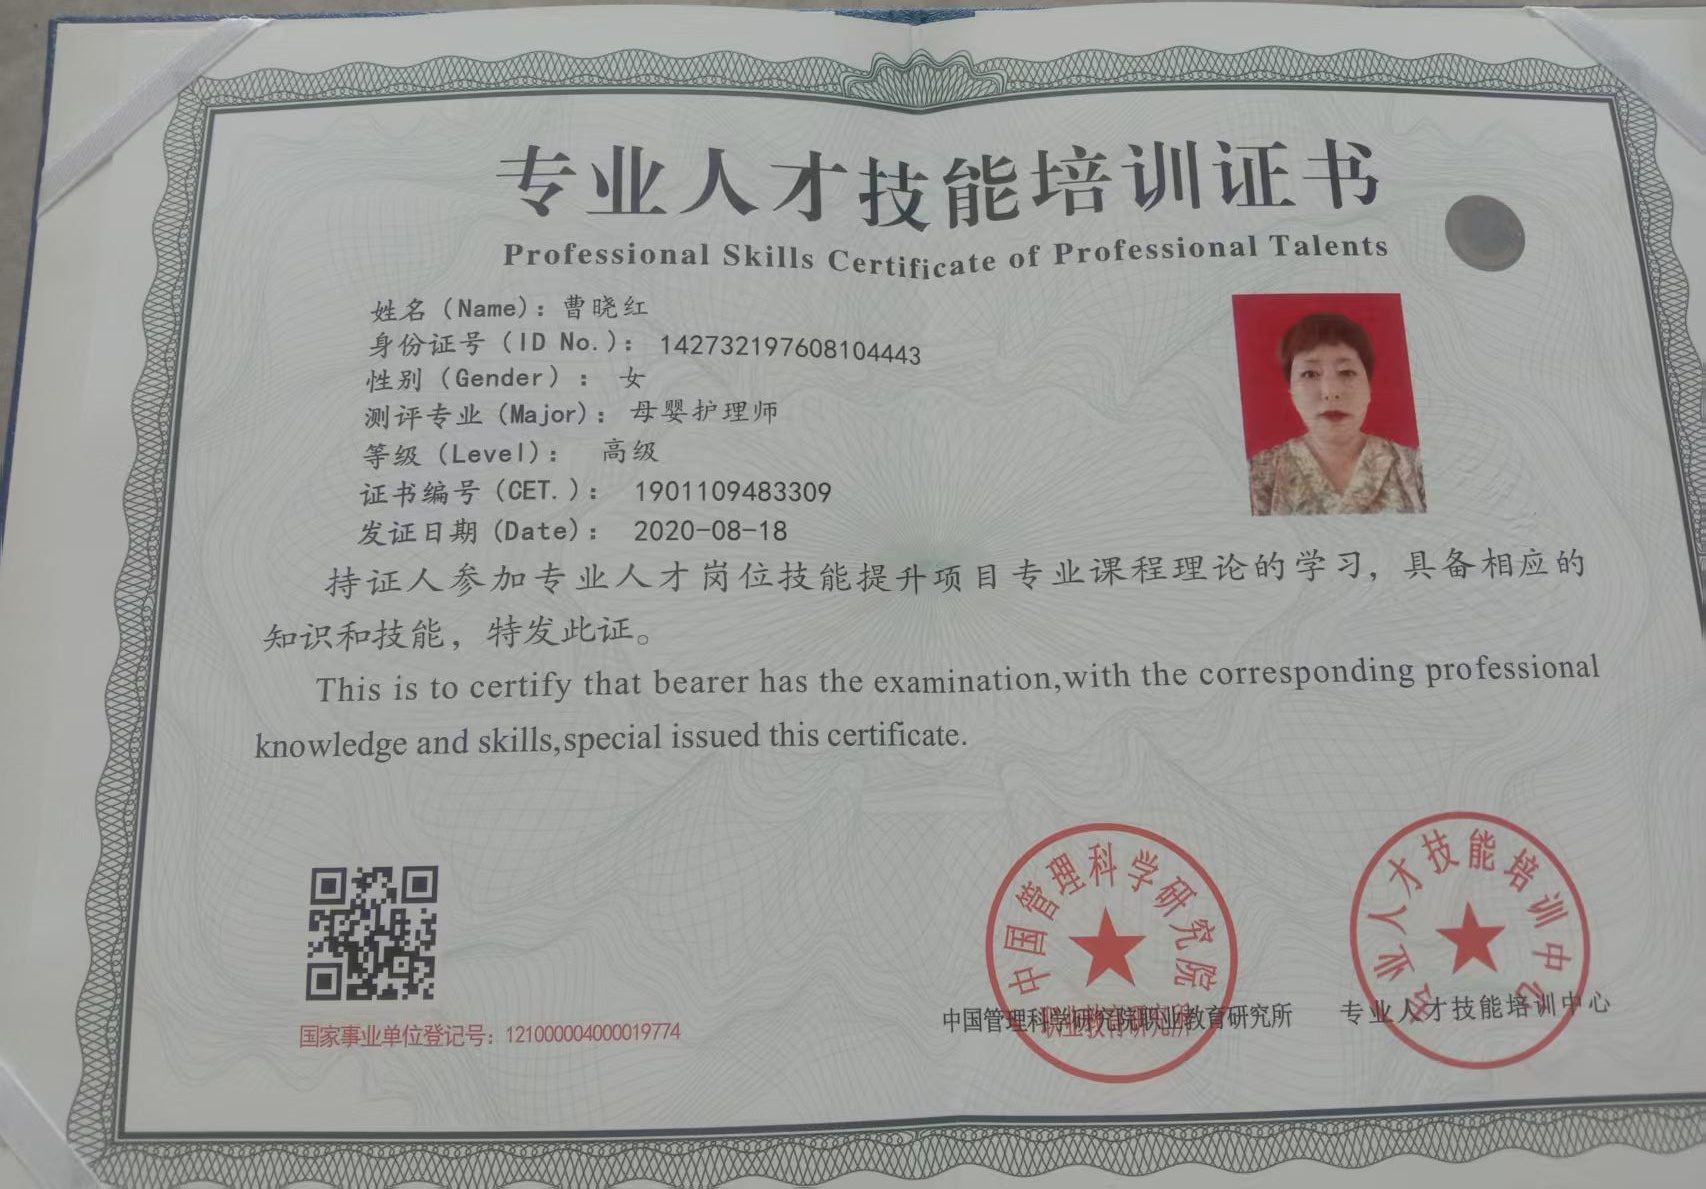 专业人才技能培训证书
Professional Skills Certificate of Professional Talents
姓名（Name）：曹晓红
身份证号（ID No.）：142732197608104443
性别（Gender）：女
测评专业（Major）：母婴护理师
等级（Level）：高级
证书编号（CET.）：1901109483309
发证日期（Date）：2020-08-18
持证人参加专业人才岗位技能提升项目专业课程理论的学习，具备相应的
知识和技能，特发此证。
This is to certify that bearer has the examination,with the corresponding professional
knowledge and skills,special issued this certificate.
中国管理科学研究院
职业教育研究所
专业人才技能培训中心
中国管理科学研究院职业教育研究所
专业人才技能培训中心
国家事业单位登记号：121000004000019774